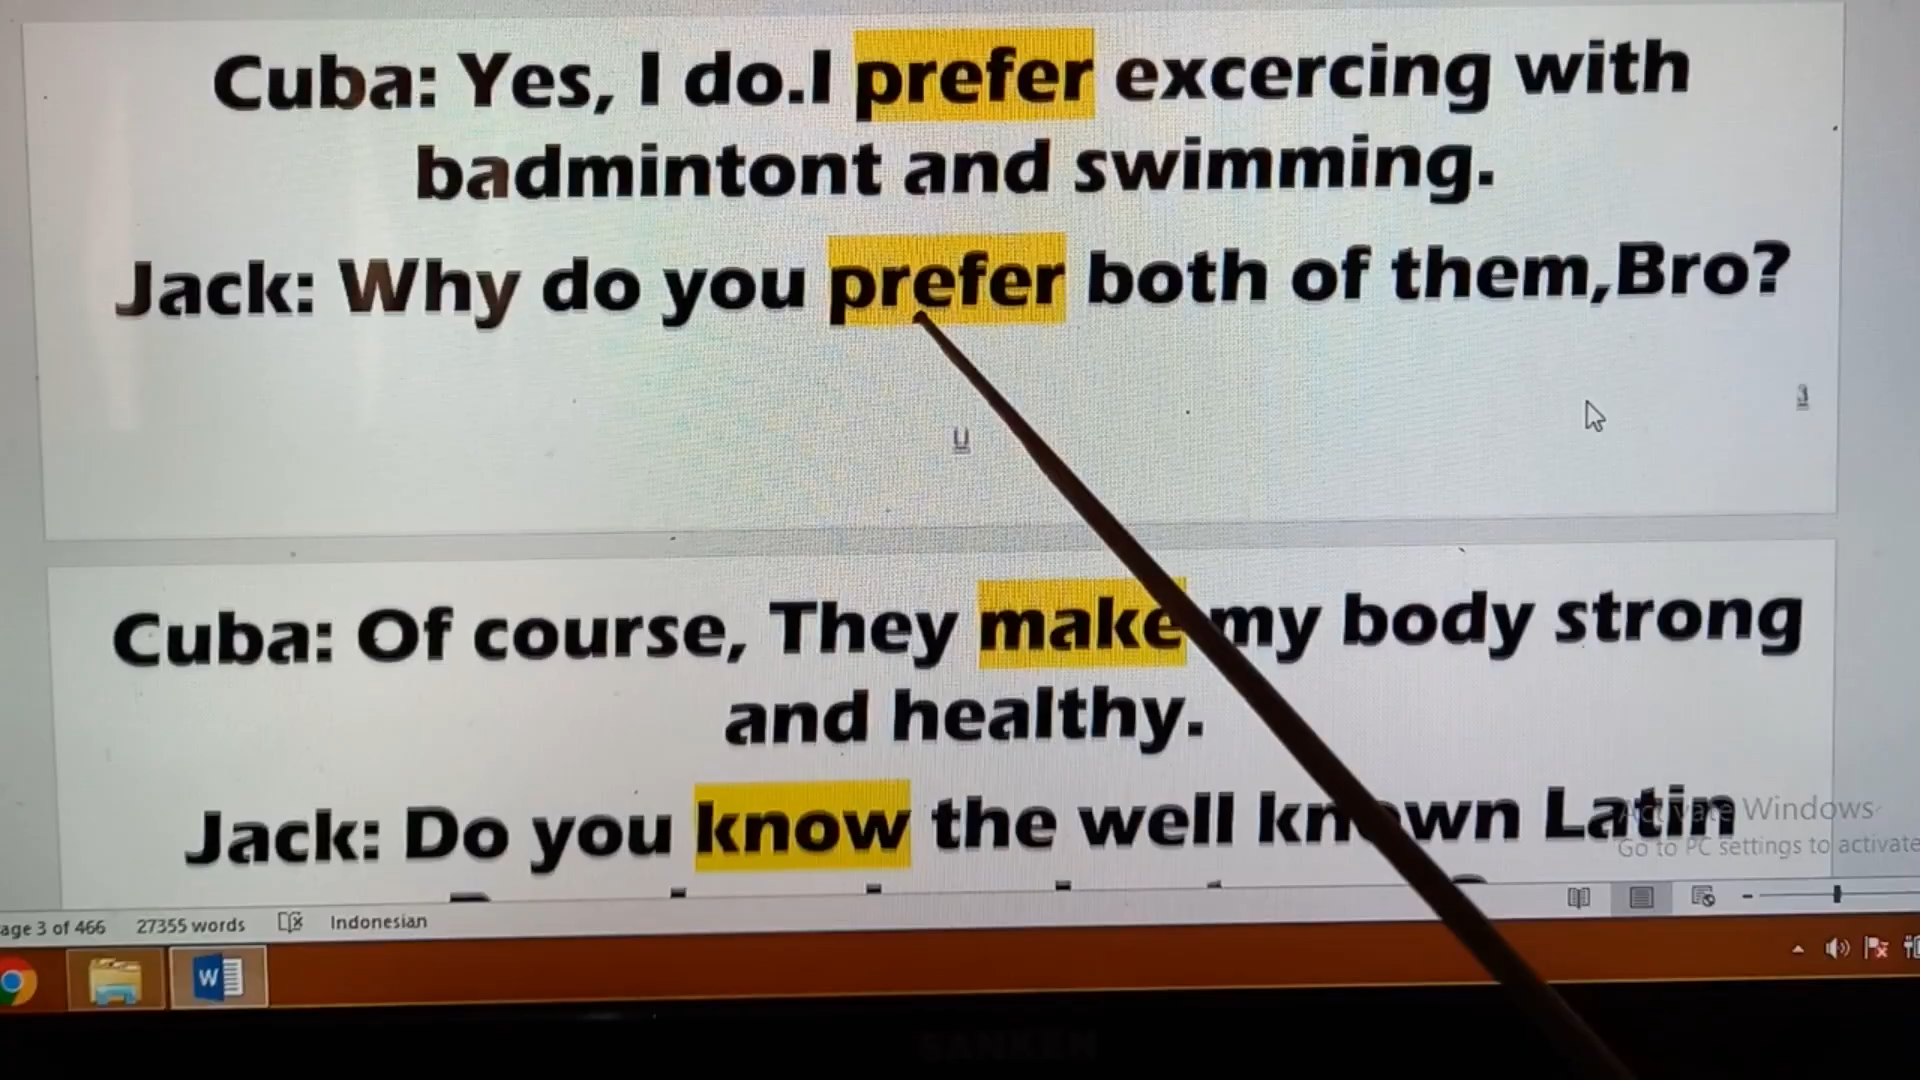 Cuba: Yes, I do.I prefer excercing with
badmintont and swimming.
Jack: Why do you prefer both of them,Bro?
3
U
Cuba: Of course, They make my body strong
and healthy.
Jack: Do you know the well known Latin
Activate Windows
Go to PC settings to activate
age 3 of 466 27355 words Indonesian
SANKEN